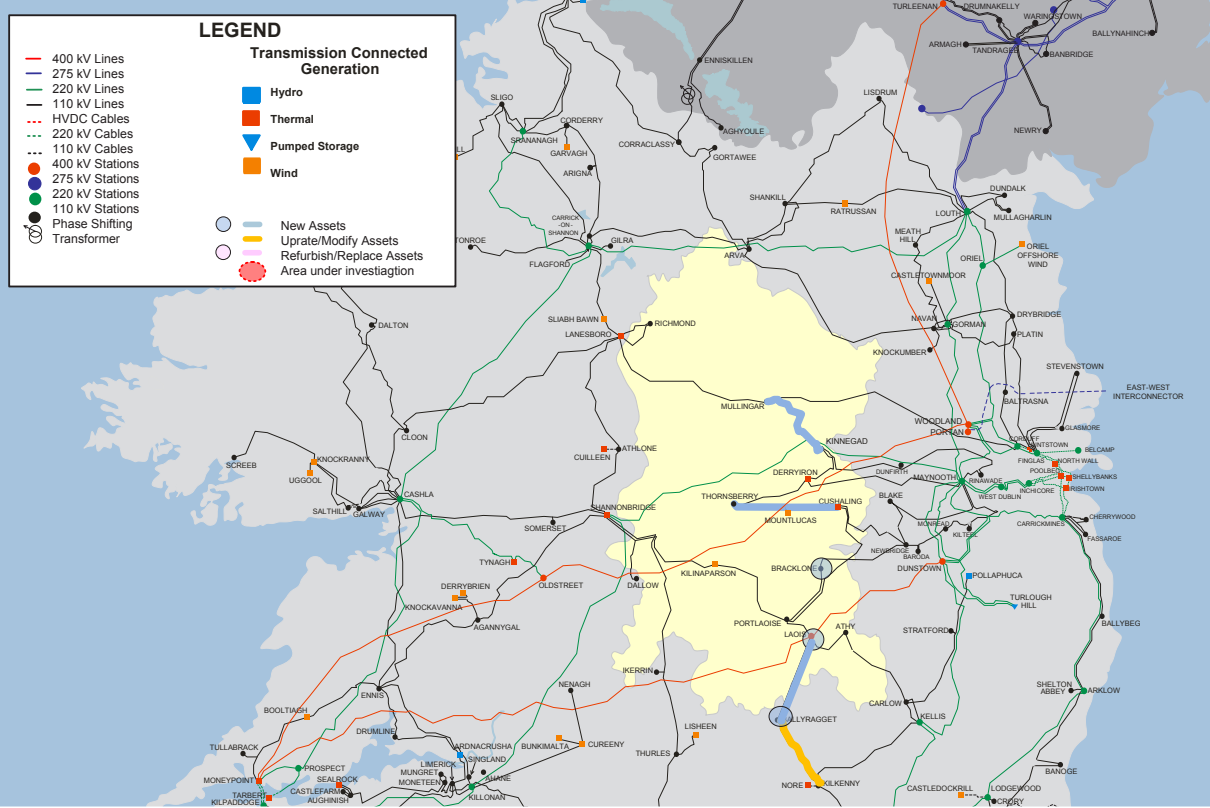 LEGEND
400 kV Lines
275 kV Lines
220 kV Lines
110 kV Lines
HVDC Cables
220 kV Cables
110 kV Cables
400 kV Stations
275 kV Stations
220 kV Stations
110 kV Stations
Phase Shifting
Transformer
Transmission Connected
Generation
Hydro
Thermal
Pumped Storage
Wind
New Assets
Uprate/Modify Assets
Refurbish/Replace Assets
Area under investiagtion
TURLEENAN
DRUMNAKELLY
WARINGSTOWN
BALLYNAHINCH
ARMAGH
TANDRAGEE
BANBRIDGE
ENNISKILLEN
LISDRUM
NEWRY
AGHYOULE
SLIGO
CORDERRY
SRANANAGH
GARVAGH
CORRACLASSY
GORTAWEE
LL
ARIGNA
SHANKILL
RATRUSSAN
DUNDALK
LOUTH
MULLAGHARLIN
CARRICK
-ON-
SHANNON
GILRA
TONROE
FLAGFORD
ARVA
MEATH
HILL
ORIEL
ORIEL
OFFSHORE
WIND
CASTLETOWNMOOR
SLIABH BAWN
RICHMOND
LANESBORO
DALTON
NAVAN
GORMAN
DRYBRIDGE
PLATIN
KNOCKUMBER
STEVENSTOWN
EAST-WEST
INTERCONNECTOR
BALTRASNA
MULLINGAR
WOODLAND
PORTAN
GLASMORE
CLOON
KINNEGAD
CORDUFF
HUNTSTOWN
BELCAMP
ATHLONE
CUILLEEN
FINGLAS
NORTH WALL
SCREEB
KNOCKRANNY
UGGOOL
DERRYIRON
DUNFIRTH
MAYNOOTH
RINAWADE
POOLBEG
SHELLYBANKS
INCHICORE
IRISHTOWN
WEST DUBLIN
CASHLA
THORNSBERRY
CUSHALING
BLAKE
SALTHILL
GALWAY
SHANNONBRIDGE
MOUNTLUCAS
SOMERSET
MONREAD
KILTEEL
CARRICKMINES
CHERRYWOOD
FASSAROE
NEWBRIDGE
BARODA
TYNAGH
OLDSTREET
DALLOW
KILINAPARSON
BRACKLONE
DUNSTOWN
POLLAPHUCA
DERRYBRIEN
KNOCKAVANNA
TURLOUGH
HILL
AGANNYGAL
PORTLAOISE
LAOIS
ATHY
STRATFORD
BALLYBEG
IKERRIN
NENAGH
ENNIS
SHELTON
ABBEY
ARKLOW
CARLOW
BOOLTIAGH
ALLYRAGGET
KELLIS
LISHEEN
DRUMLINE
BUNKIMALTA
CUREENY
THURLES
TULLABRACK
ARDNACRUSHA
SINGLAND
LIMERICK
MUNGRET
AHANE
MONETEEN
BANOGE
MONEYPOINT
PROSPECT
SEALROCK
CASTLEFARM
AUGHINISH
KILLONAN
NORE
KILKENNY
TARBERT
KILPADDOGE
CASTLEDOCKRILL
LODGEWOOD
CRORY